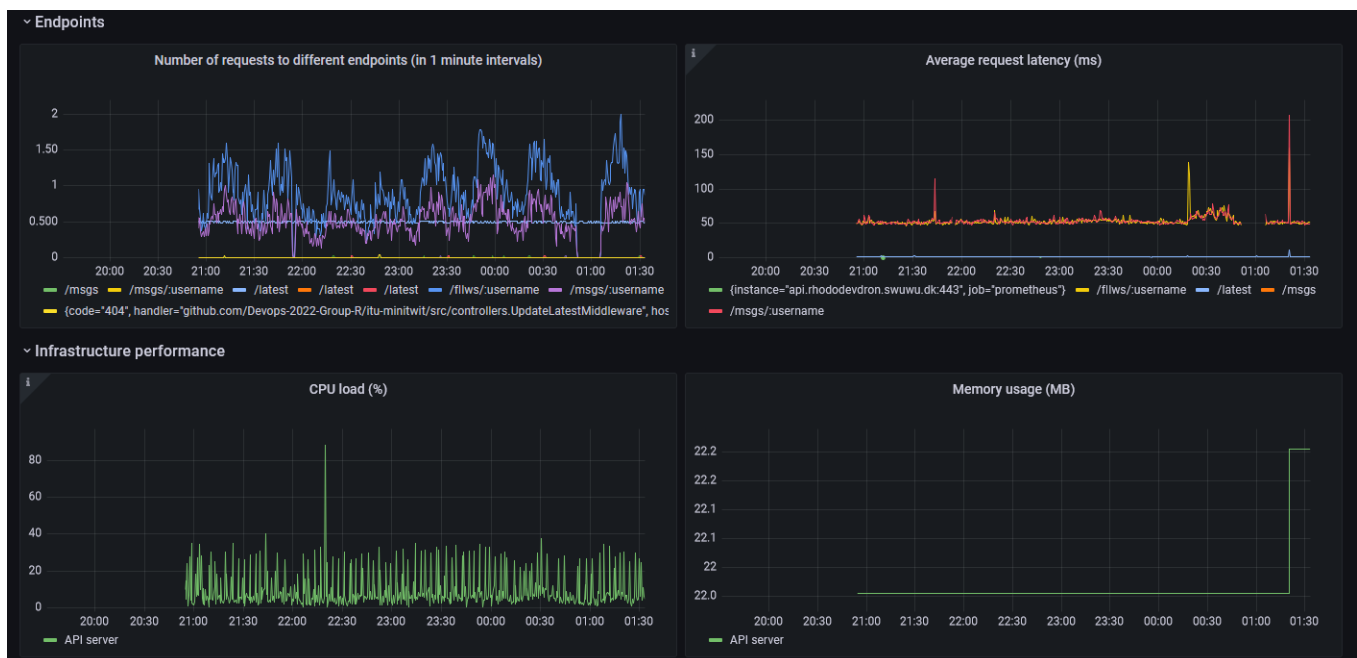 Endpoints
Number of requests to different endpoints (in 1 minute intervals)
2
1.50
1
0.500
0
20:00 20:30 21:00 21:30 22:00 22:30 23:00 23:30 00:00 00:30 01:00 01:30
/msgs /msgs/:username /latest /latest /latest /fllws/:username /msgs/:username
{code="404", handler="github.com/Devops-2022-Group-R/itu-minitwit/src/controllers.UpdateLatestMiddleware", hos
i
Average request latency (ms)
200
150
100
50
0
20:00 20:30 21:00 21:30 22:00 22:30 23:00 23:30 00:00 00:30 01:00 01:30
{instance="api.rhododevdron.swuwu.dk:443", job="prometheus"} /fllws/:username /latest /msgs
/msgs/:username
Infrastructure performance
i
CPU load (%)
80
60
40
20
0
20:00 20:30 21:00 21:30 22:00 22:30 23:00 23:30 00:00 00:30 01:00 01:30
API server
Memory usage (MB)
22.2
22.2
22.1
22.1
22
22.0
20:00 20:30 21:00 21:30 22:00 22:30 23:00 23:30 00:00 00:30 01:00 01:30
API server